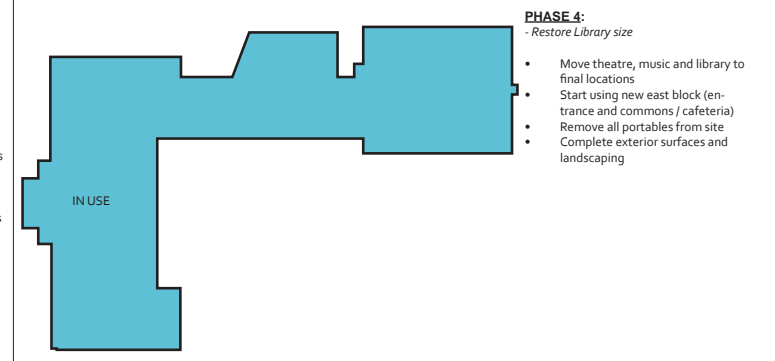 PHASE 4:
- Restore Library size
• Move theatre, music and library to
final locations
• Start using new east block (en-
trance and commons / cafeteria)
• Remove all portables from site
• Complete exterior surfaces and
landscaping
s
IN USE
s